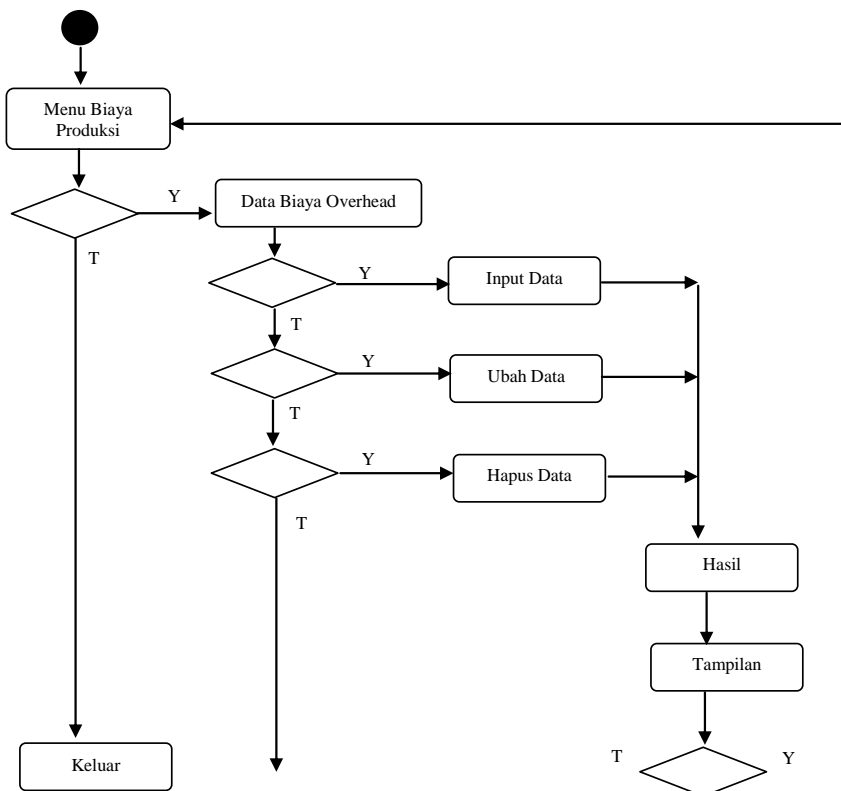 Menu Biaya
Produksi
Y
Data Biaya Overhead
T
Y
Input Data
T
Y
Ubah Data
T
Y
Hapus Data
T
Hasil
Tampilan
Keluar
T
Y